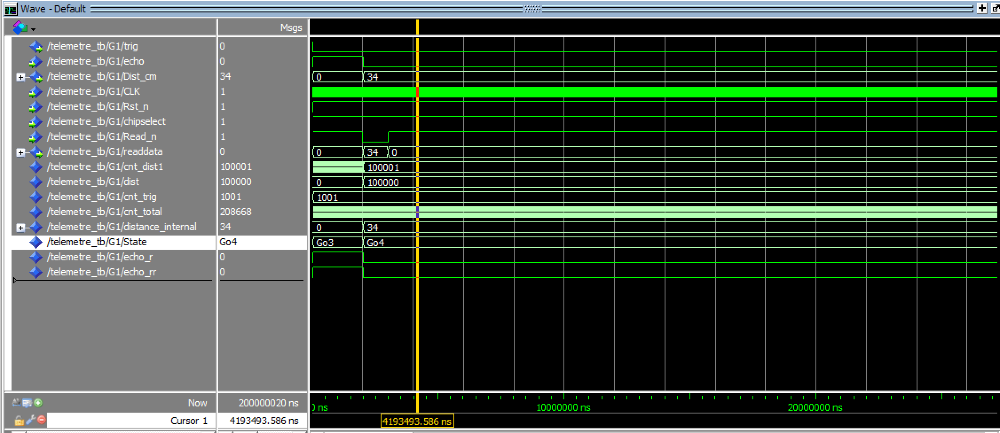 Wave - Default
Msgs
/telemetre_tb/G1/trig 0
/telemetre_tb/G1/echo 0
/telemetre_tb/G1/Dist_cm 34 0 34
/telemetre_tb/G1/CLK 1
/telemetre_tb/G1/Rst_n 1
/telemetre_tb/G1/chipselect 1
/telemetre_tb/G1/Read_n 1
/telemetre_tb/G1/readdata 0 0 34 0
/telemetre_tb/G1/cnt_dist1 100001 100001
/telemetre_tb/G1/dist 100000 0 100000
/telemetre_tb/G1/cnt_trig 1001 1001
/telemetre_tb/G1/cnt_total 208668
/telemetre_tb/G1/distance_internal 34 0 34
/telemetre_tb/G1/State Go4 Go3 Go4
/telemetre_tb/G1/echo_r 0
/telemetre_tb/G1/echo_rr 0
Now 200000020 ns 0 ns 10000000 ns 20000000 ns
Cursor 1 4193493.586 ns 4193493.586 ns